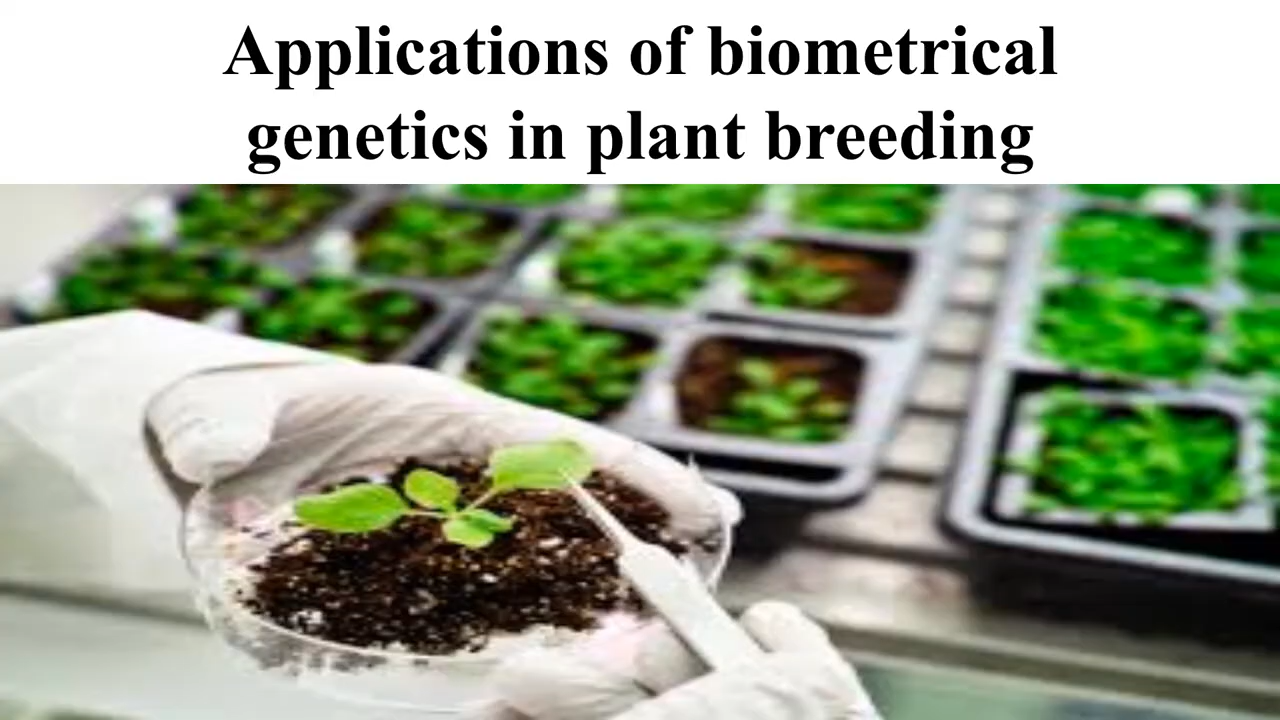 Applications of biometrical
genetics in plant breeding